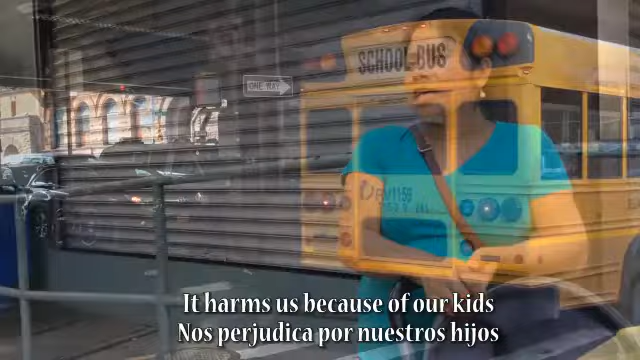 SCHOOL BUS
ONE WAY
It harms us because of our kids
Nos perjudica por nuestros hijos